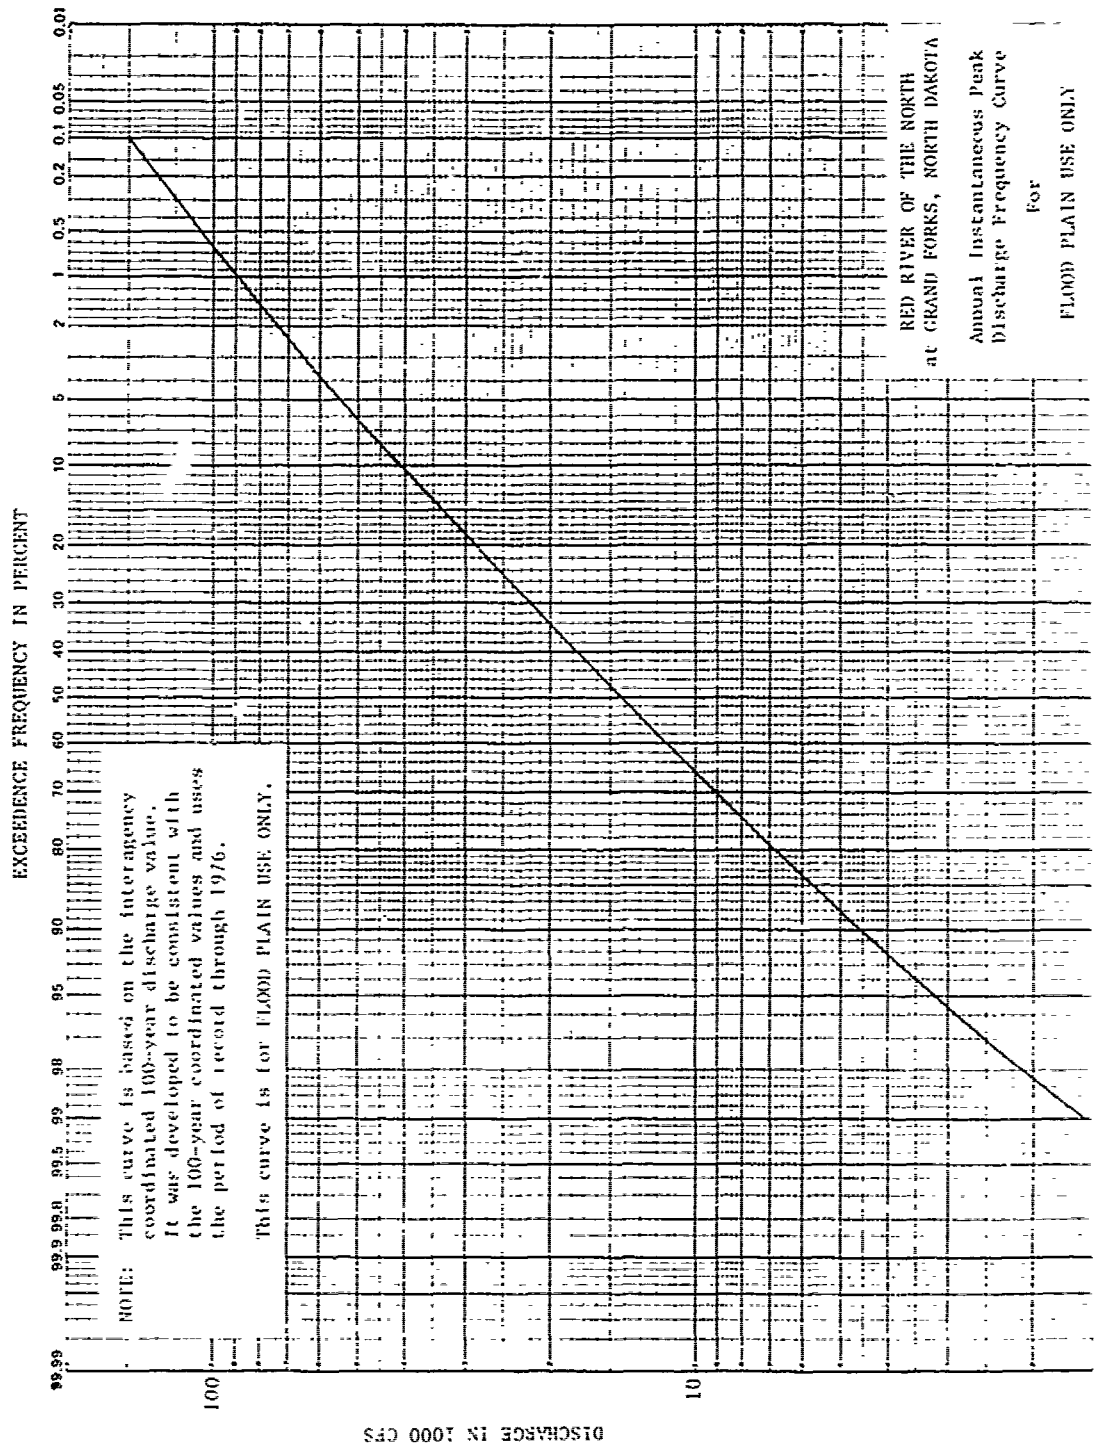 EXCEEDENCE FREQUENCY IN PERCENT
99.99
99.9
99.8
99.5
99
98
95
90
80
70
60
50
40
30
20
10
5
2
1
0.5
0.2
0.1
0.05
0.01
DISCHARGE IN 1000 CFS
100
10
NOTE: This curve is based on the interagency
coordinated 100-year discharge value.
It was developed to be consistent with
the 100-year coordinated values and uses
the period of record through 1976.
This curve is for FLOOD PLAIN USE ONLY.
RED RIVER OF THE NORTH
at GRAND FORKS, NORTH DAKOTA
Annual Instantaneous Peak
Discharge Frequency Curve
For
FLOOD PLAIN USE ONLY